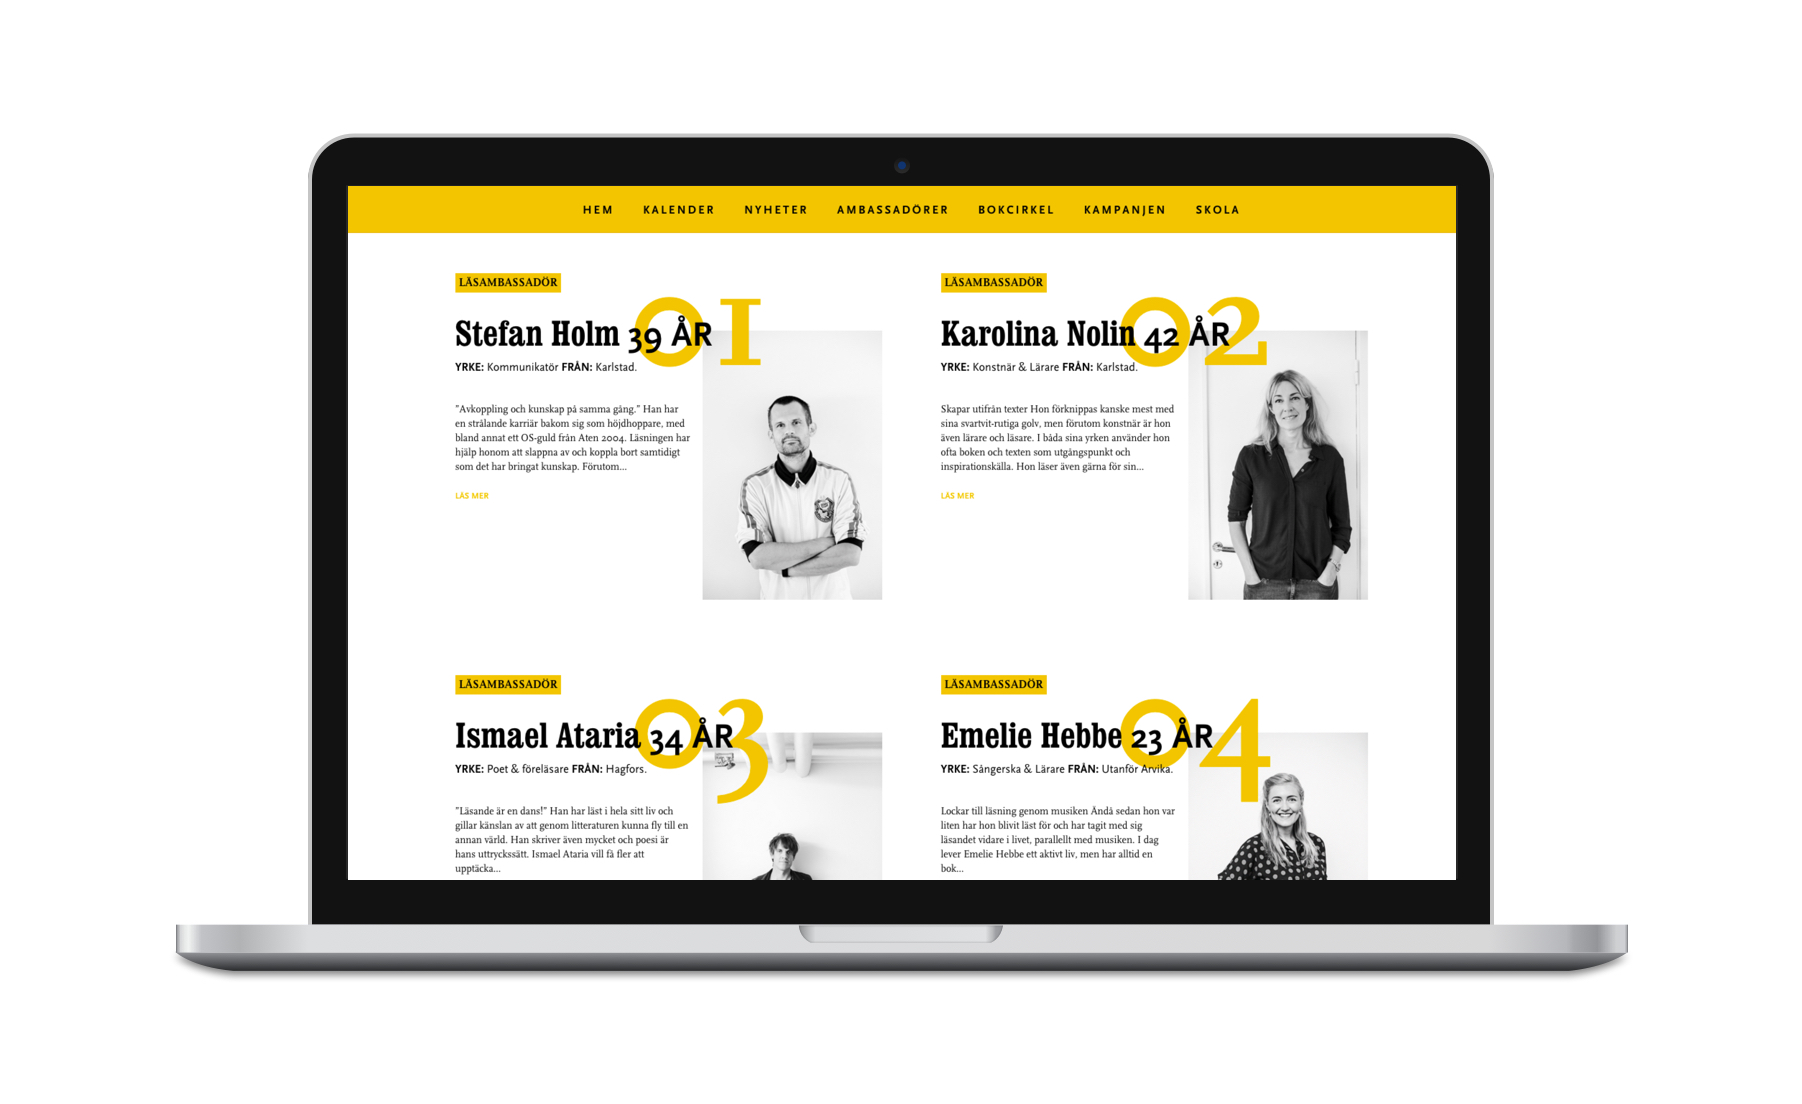 HEM KALENDER NYHETER AMBASSADÖRER BOKCIRKEL KAMPANJEN SKOLA
LÄSAMBASSADÖR
01
Stefan Holm 39 ÅR
YRKE: Kommunikatör FRÅN: Karlstad.
"Avkoppling och kunskap på samma gång." Han har
en strålande karriär bakom sig som höjdhoppare, med
bland annat ett OS-guld från Aten 2004. Läsningen har
hjälp honom att slappna av och koppla bort samtidigt
som det har bringat kunskap. Förutom...
LÄS MER
LÄSAMBASSADÖR
02
Karolina Nolin 42 ÅR
YRKE: Konstnär & Lärare FRÅN: Karlstad.
Skapar utifrån texter Hon förknippas kanske mest med
sina svartvit-rutiga golv, men förutom konstnär är hon
även lärare och läsare. I båda sina yrken använder hon
ofta boken och texten som utgångspunkt och
inspirationskälla. Hon läser även gärna för sin...
LÄS MER
LÄSAMBASSADÖR
03
Ismael Ataria 34 ÅR
YRKE: Poet & föreläsare FRÅN: Hagfors.
"Läsande är en dans!" Han har läst i hela sitt liv och
gillar känslan av att genom litteraturen kunna fly till en
annan värld. Han skriver även mycket och poesi är
hans uttryckssätt. Ismael Ataria vill få fler att
upptäcka...
LÄSAMBASSADÖR
04
Emelie Hebbe 23 ÅR
YRKE: Sångerska & Lärare FRÅN: Utanför Arvika.
Lockar till läsning genom musiken Ändå sedan hon var
liten har hon blivit läst för och har tagit med sig
läsandet vidare i livet, parallellt med musiken. I dag
lever Emelie Hebbe ett aktivt liv, men har alltid en
bok...